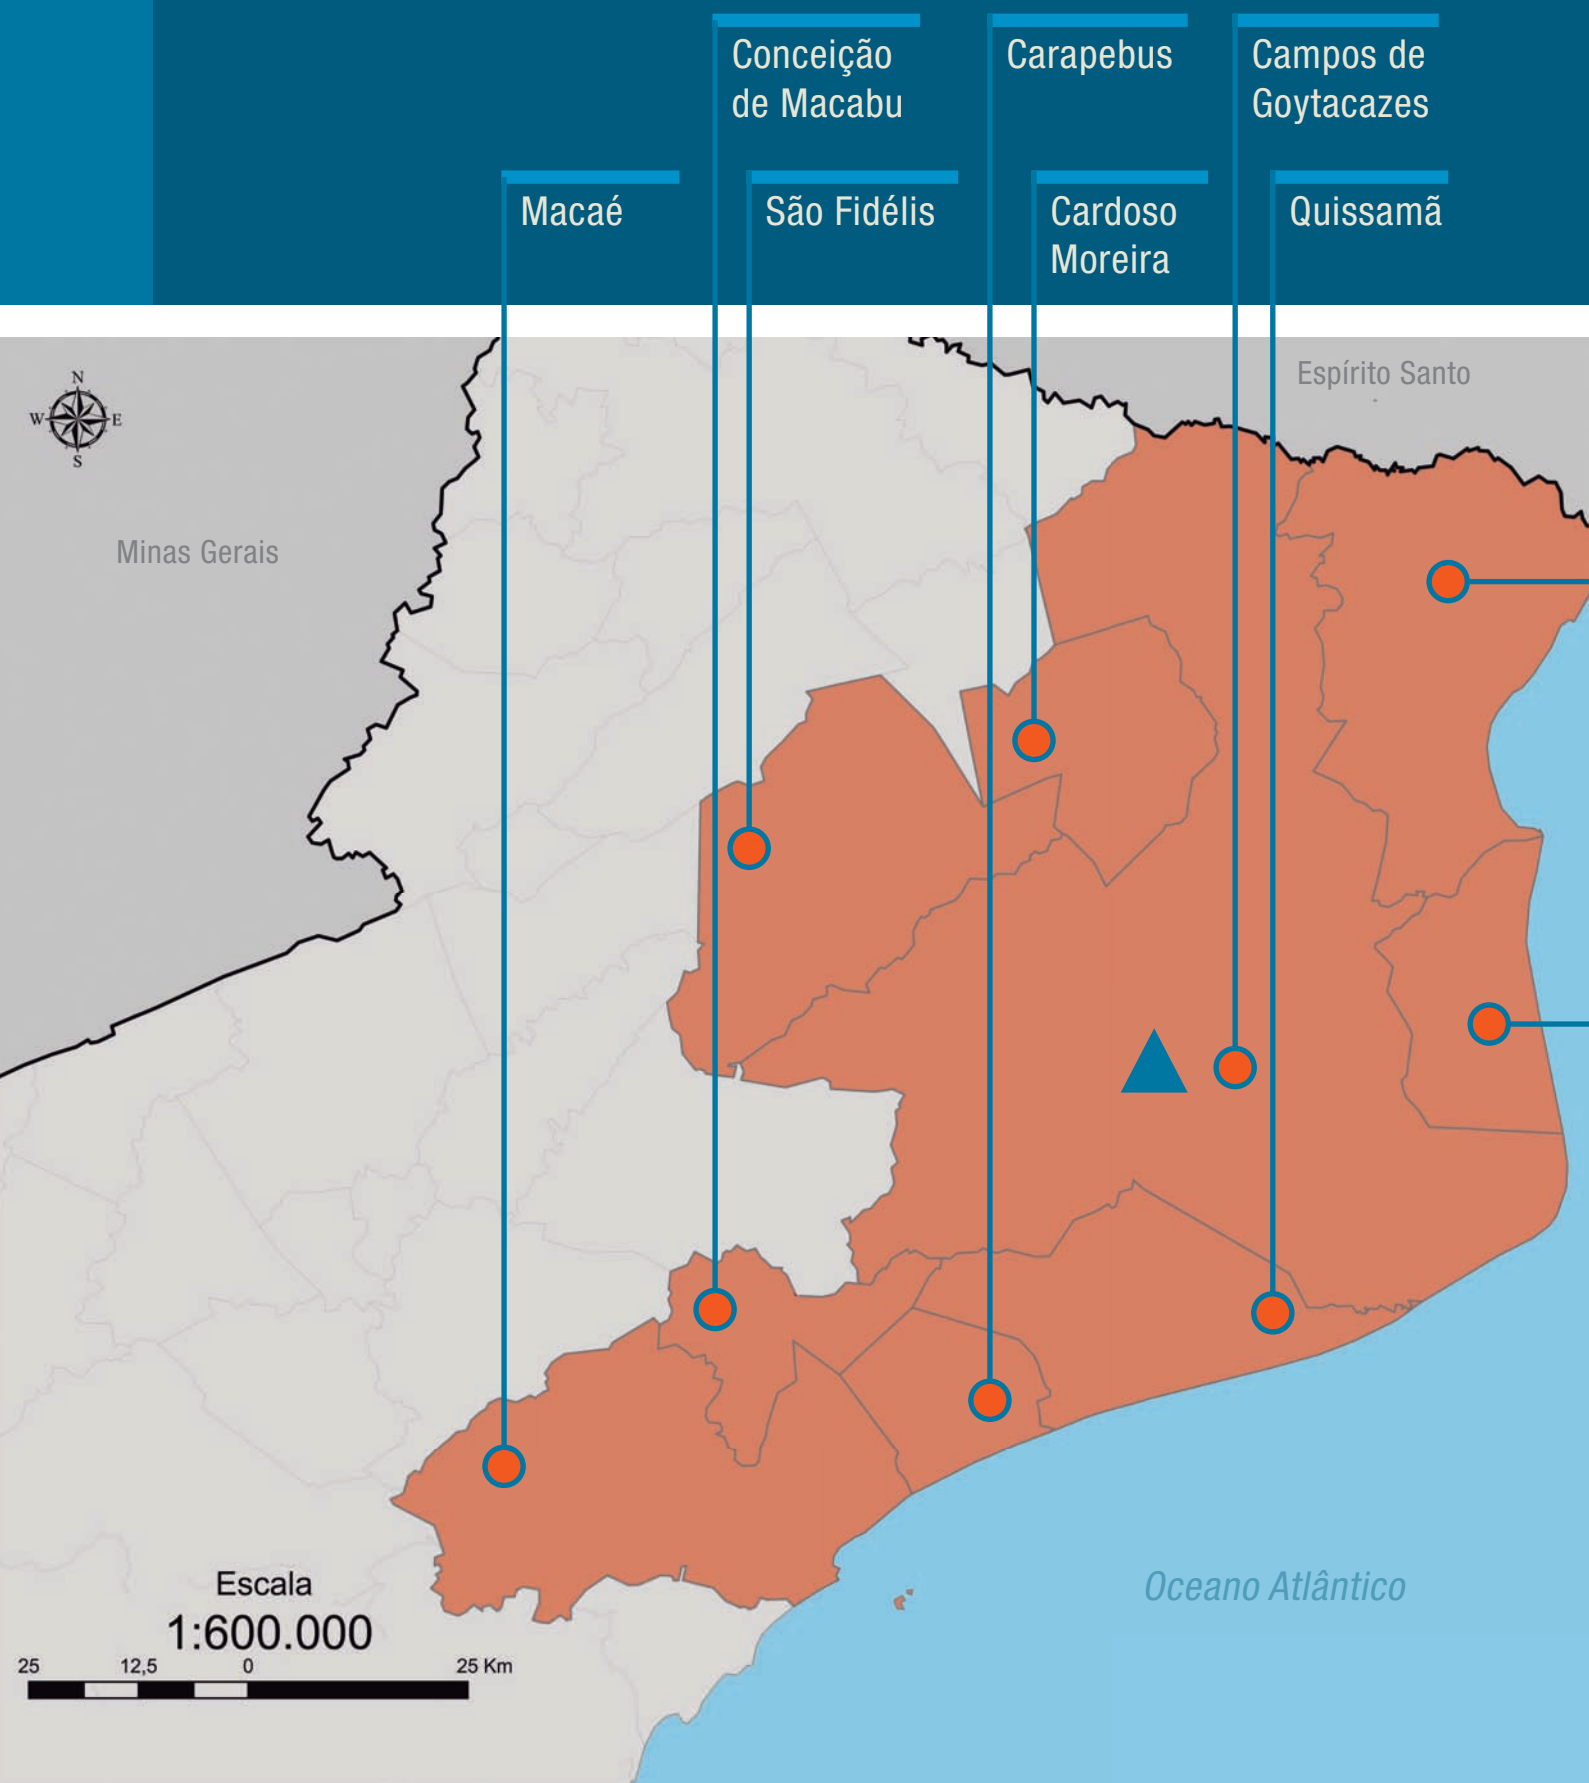 Conceição
de Macabu
Carapebus
Campos de
Goytacazes
Macaé
São Fidélis
Cardoso
Moreira
Quissamã
Espírito Santo
N
W
E
S
Minas Gerais
Oceano Atlântico
Escala
1:600.000
25
12,5
0
25 Km